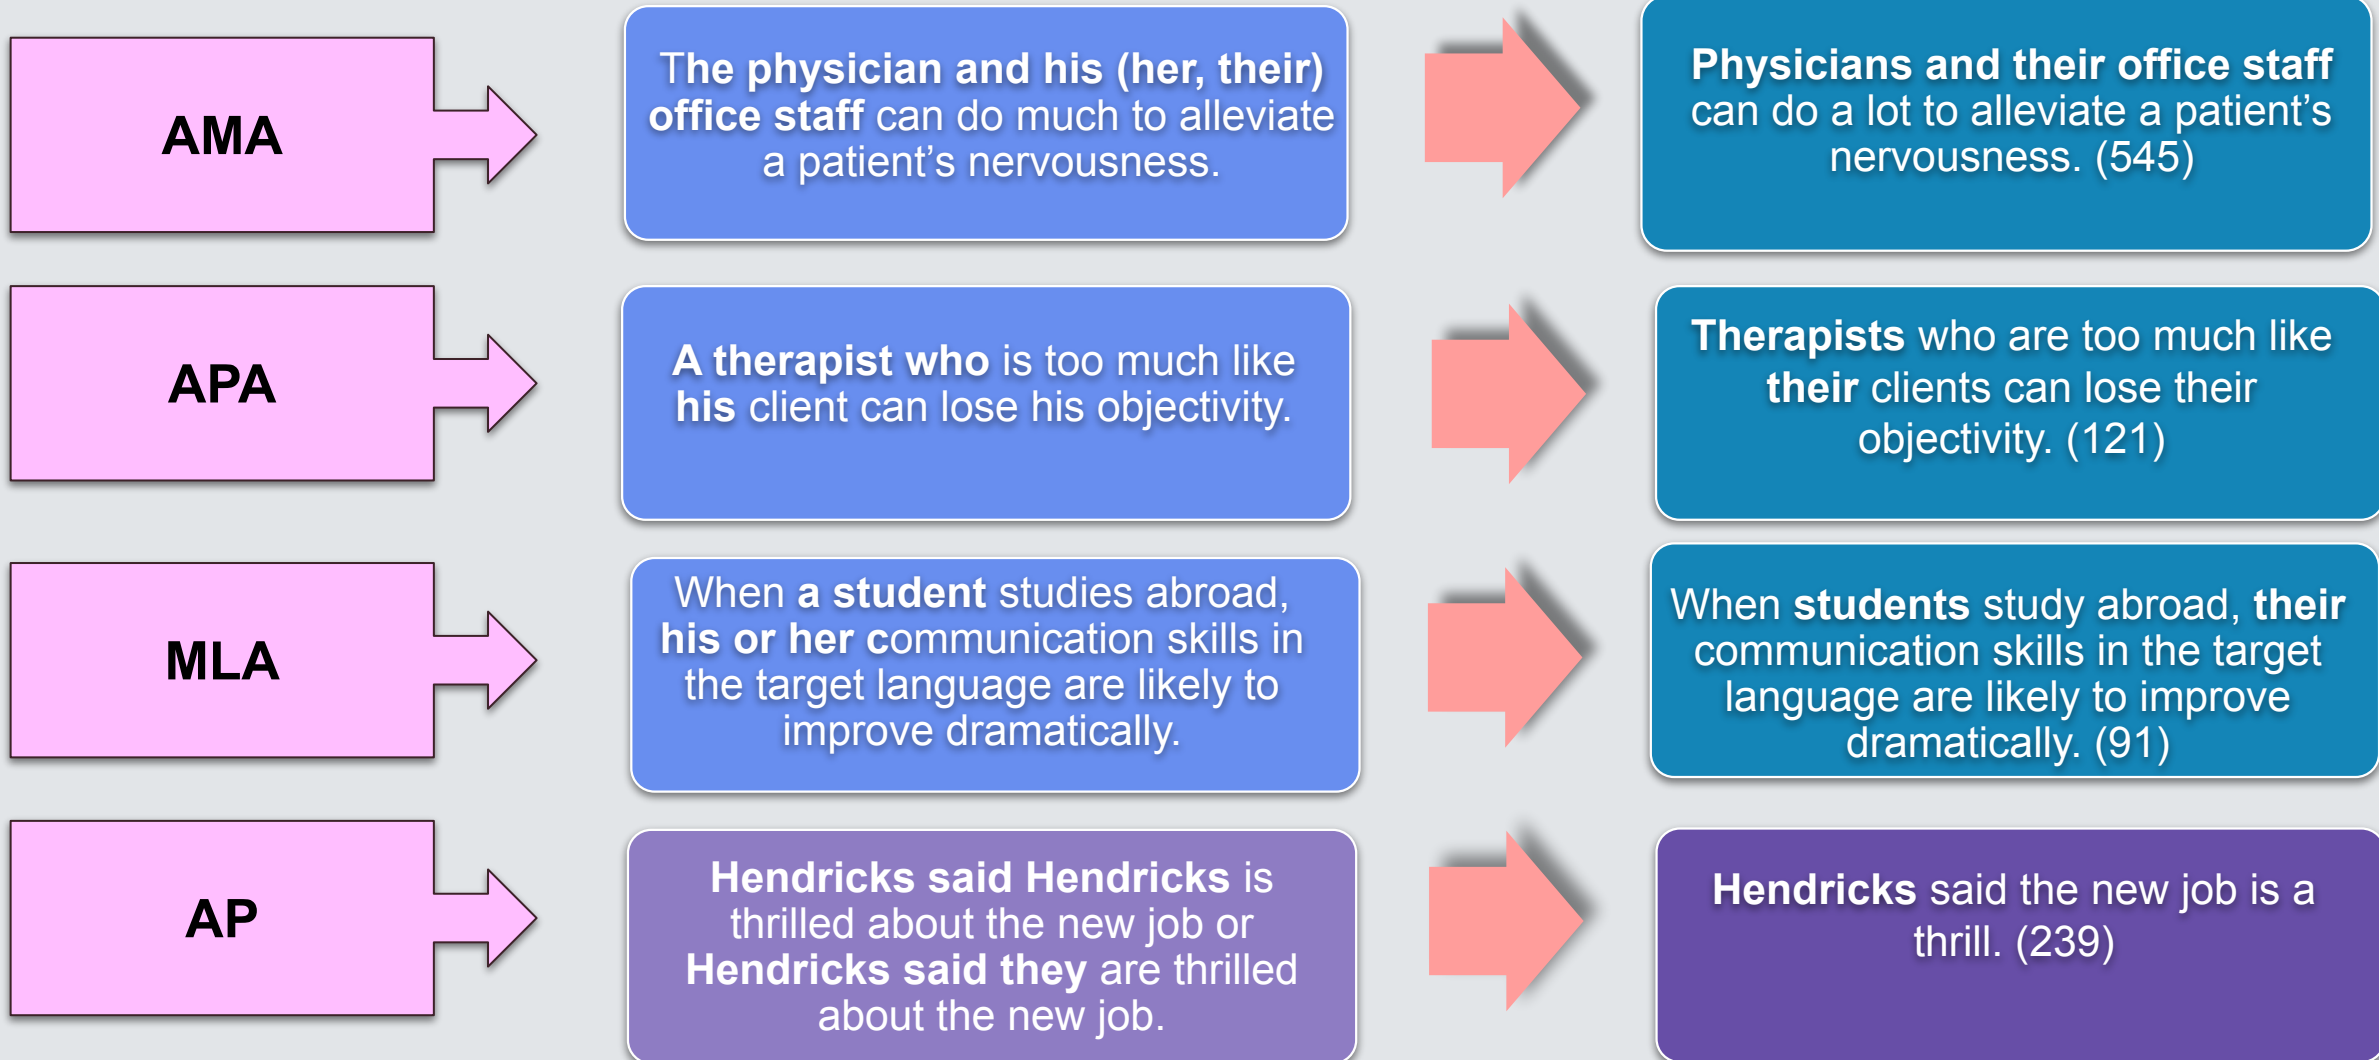 AMA
The physician and his (her, their)
office staff can do much to alleviate
a patient’s nervousness.
Physicians and their office staff
can do a lot to alleviate a patient’s
nervousness. (545)
APA
A therapist who is too much like
his client can lose his objectivity.
Therapists who are too much like
their clients can lose their
objectivity. (121)
MLA
When a student studies abroad,
his or her communication skills in
the target language are likely to
improve dramatically.
When students study abroad, their
communication skills in the target
language are likely to improve
dramatically. (91)
AP
Hendricks said Hendricks is
thrilled about the new job or
Hendricks said they are thrilled
about the new job.
Hendricks said the new job is a
thrill. (239)